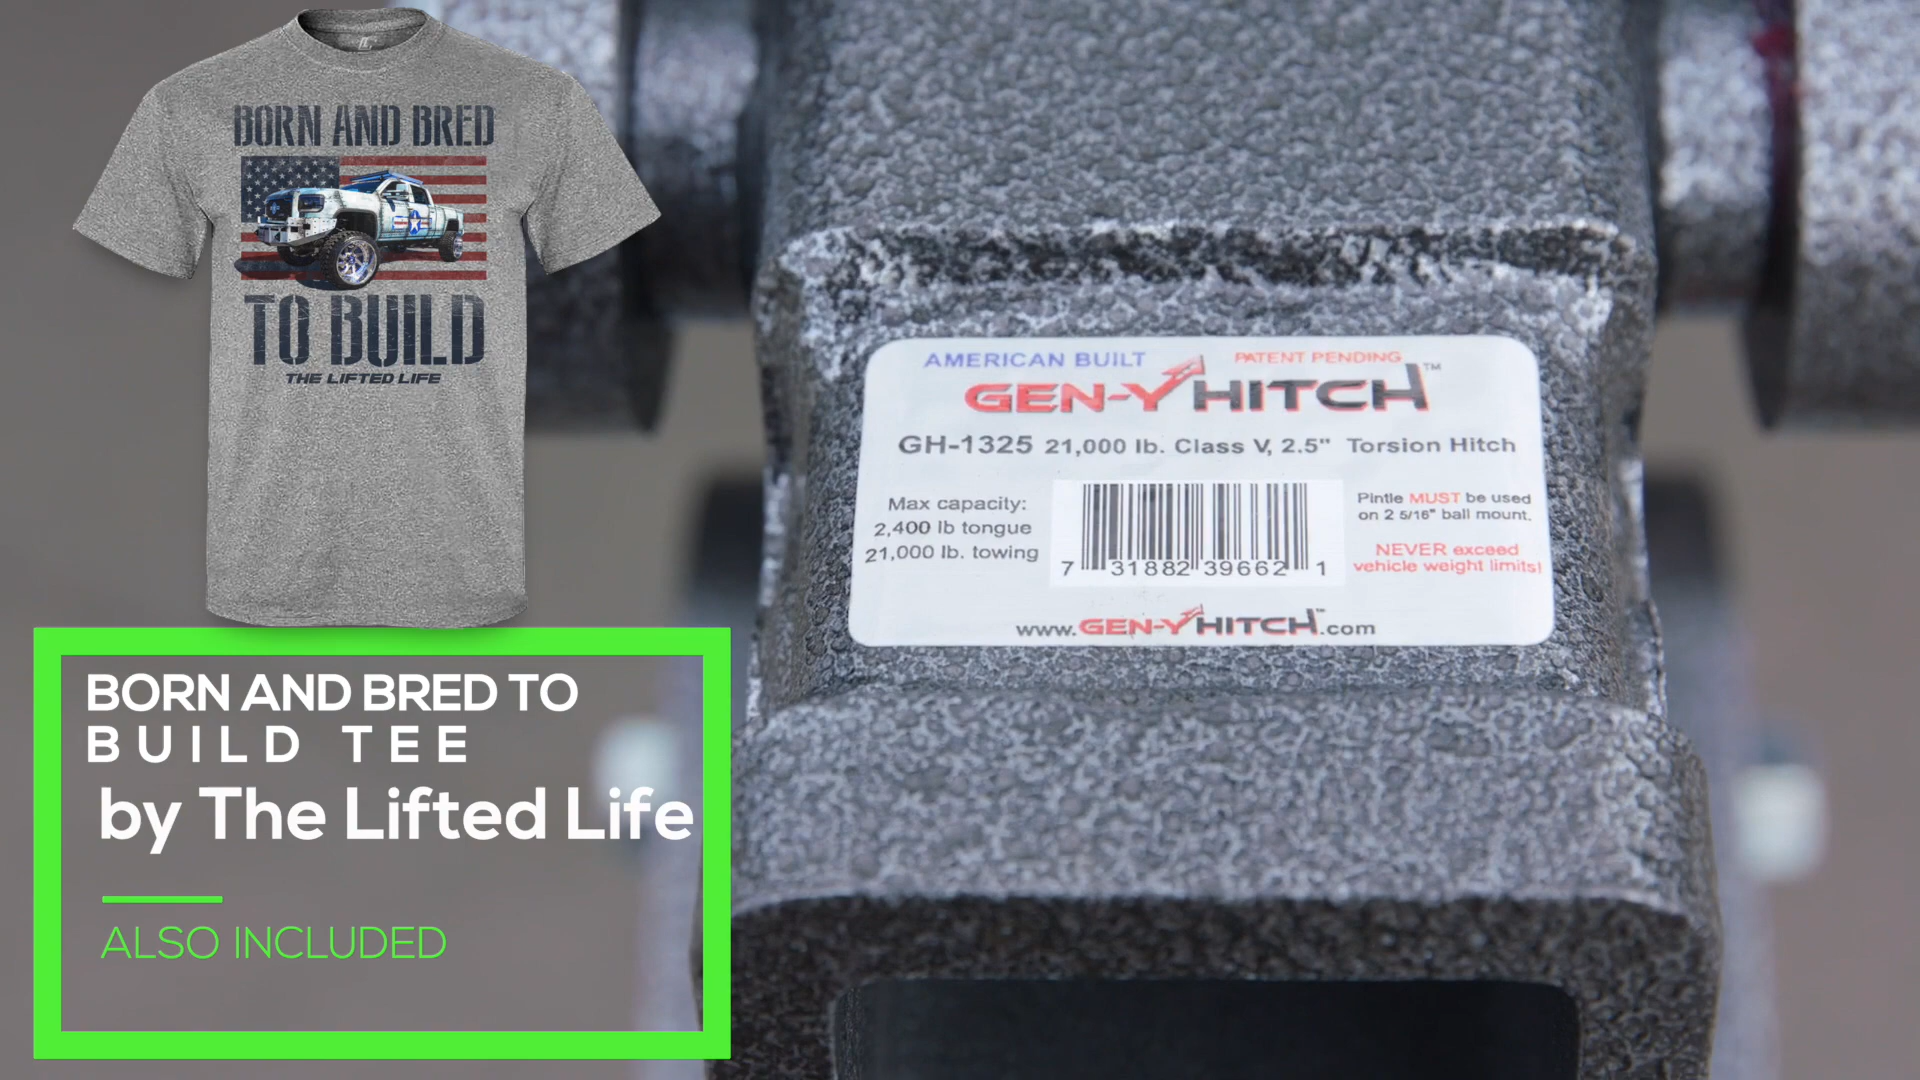 BORN AND BRED
TO BUILD
THE LIFTED LIFE
BORN AND BRED TO
BUILD TEE
by The Lifted Life
ALSO INCLUDED
AMERICAN BUILT PATENT PENDING
GEN-Y HITCH™
GH-1325 21,000 lb. Class V, 2.5" Torsion Hitch
Max capacity:
2,400 lb tongue
21,000 lb. towing
7 31882 39662 1
Pintle MUST be used
on 2 5/16" ball mount.
NEVER exceed
vehicle weight limits!
www.GEN-Y HITCH™.com